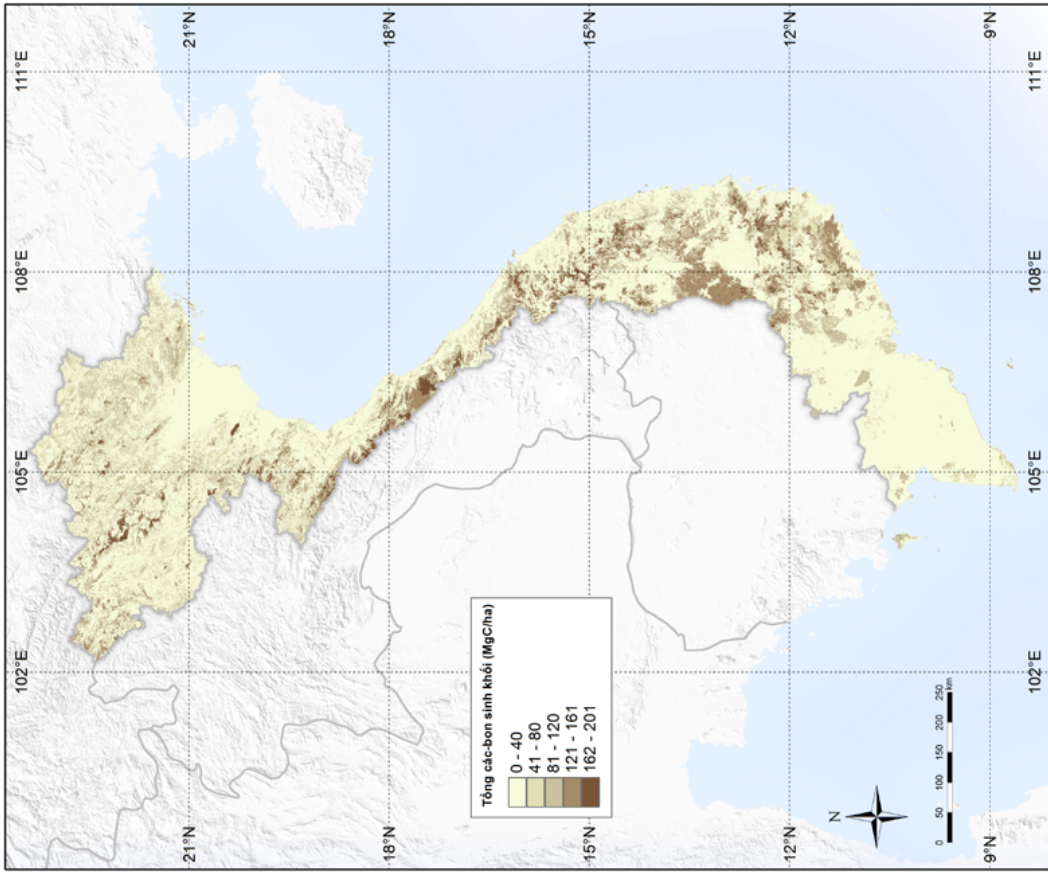 102°E 105°E 108°E 111°E
21°N 21°N
18°N 18°N
Tổng các-bon sinh khối (MgC/ha)
0 - 40
41 - 80
81 - 120
121 - 161
162 - 201
15°N 15°N
12°N 12°N
N
0 50 100 150 200 250 km
9°N 9°N
102°E 105°E 108°E 111°E